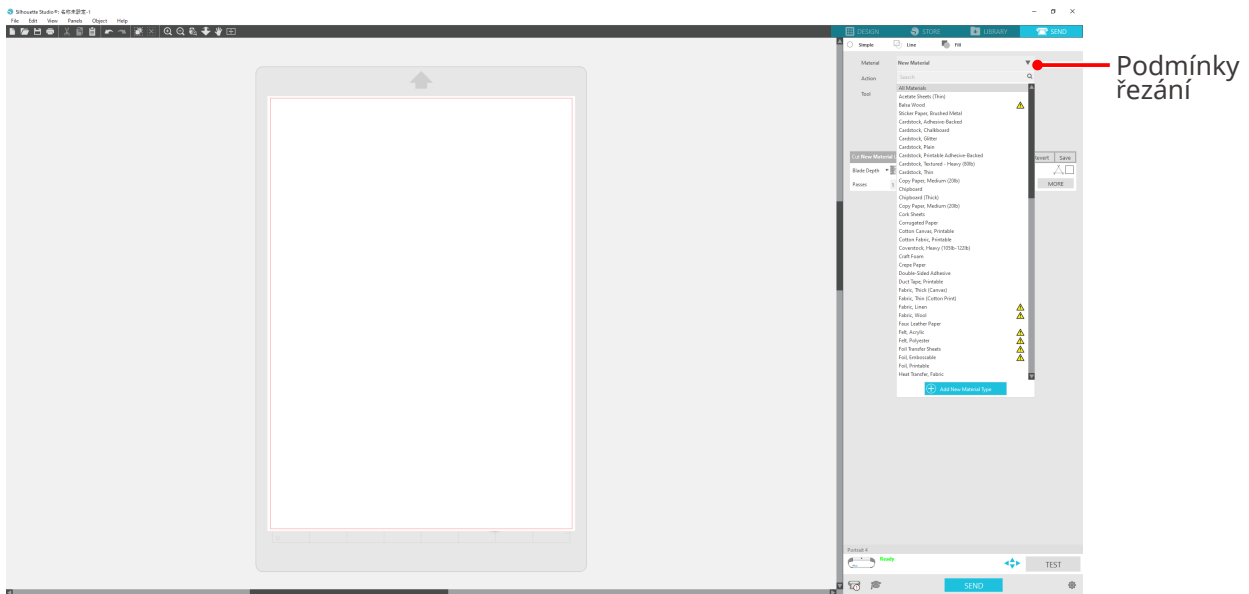 Silhouette Studio®: 名称未設定-1
File Edit View Panels Object Help
DESIGN STORE LIBRARY SEND
Simple Line Fill
Material New Material
Podmínky
řezání
Action Search
Tool All Materials
Acetate Sheets (Thin)
Balsa Wood
Sticker Paper, Brushed Metal
Cardstock, Adhesive-Backed
Cardstock, Chalkboard
Cardstock, Glitter
Cardstock, Plain
Cut New Material Cardstock, Printable Adhesive-Backed Revert Save
Cardstock, Textured - Heavy (80lb)
Blade Depth Cardstock, Thin
Copy Paper, Medium (20lb)
Passes 1 Chipboard MORE
Chipboard (Thick)
Copy Paper, Medium (20lb)
Cork Sheets
Corrugated Paper
Cotton Canvas, Printable
Cotton Fabric, Printable
Coverstock, Heavy (105lb-122lb)
Craft Foam
Crepe Paper
Double-Sided Adhesive
Duct Tape, Printable
Fabric, Thick (Canvas)
Fabric, Thin (Cotton Print)
Fabric, Linen
Fabric, Wool
Faux Leather Paper
Felt, Acrylic
Felt, Polyester
Foil Transfer Sheets
Foil, Embossable
Foil, Printable
Heat Transfer, Fabric
Add New Material Type
Portrait 4
Ready
TEST
SEND